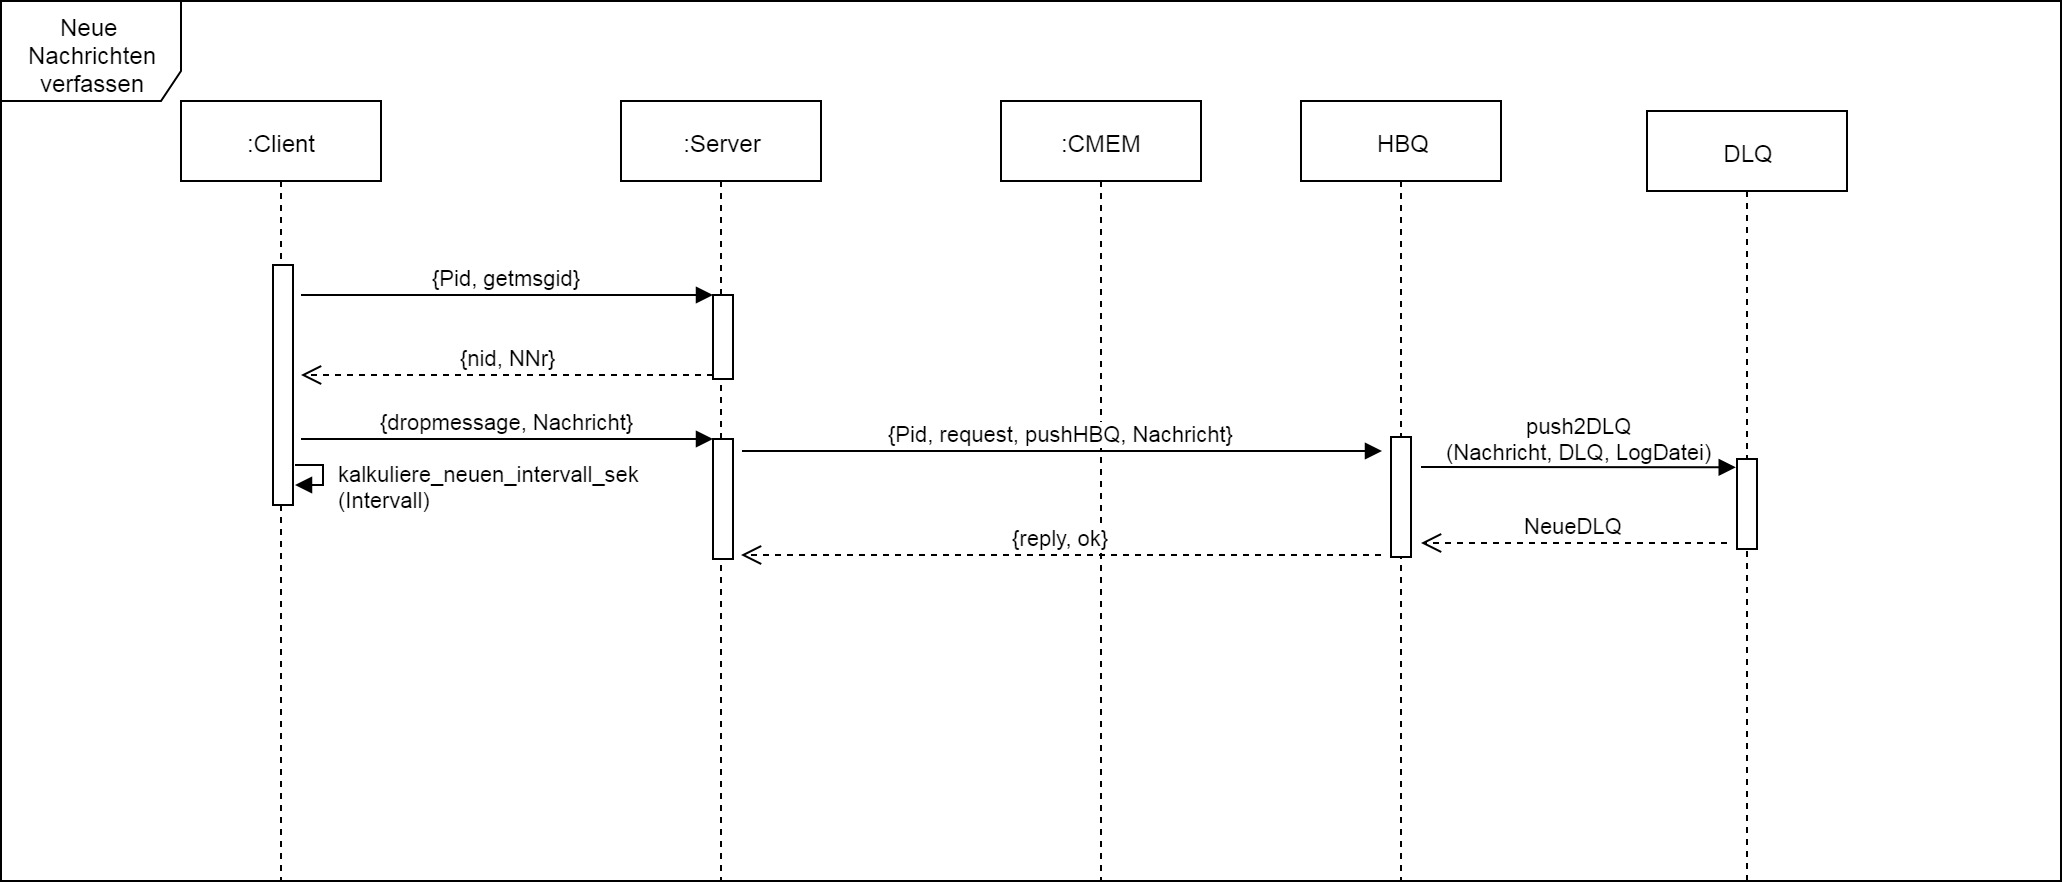 Neue
Nachrichten
verfassen
:Client
:Server
:CMEM
HBQ
DLQ
{Pid, getmsgid}
{nid, NNr}
{dropmessage, Nachricht}
{Pid, request, pushHBQ, Nachricht}
push2DLQ
(Nachricht, DLQ, LogDatei)
kalkuliere_neuen_intervall_sek
(Intervall)
NeueDLQ
{reply, ok}